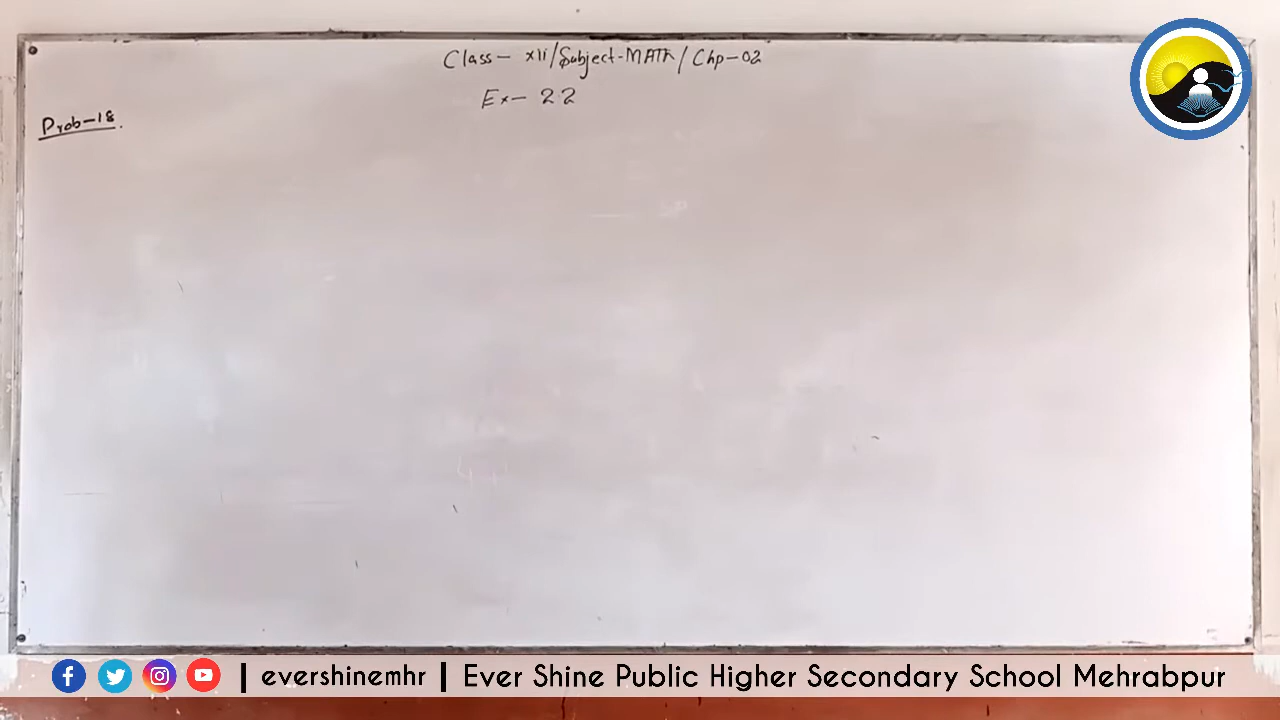 Class- XII/Subject-MATH/Chp-02
Ex- 22
Prob-18.
| evershinemhr | Ever Shine Public Higher Secondary School Mehrabpur